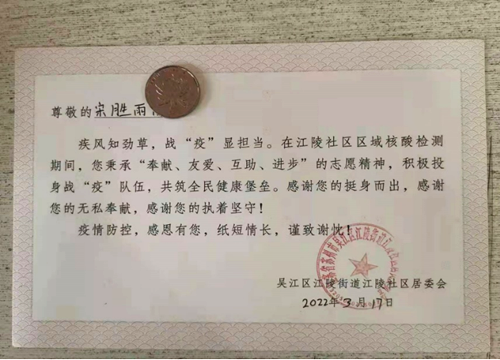 尊敬的宋胜雨
疾风知劲草，战“疫”显担当。在江陵社区区域核酸检测
期间，您秉承“奉献、友爱、互助、进步”的志愿精神，积极投
身战“疫”队伍，共筑全民健康堡垒。感谢您的挺身而出，感谢
您的无私奉献，感谢您的执着坚守！
疫情防控，感恩有您，纸短情长，谨致谢忱！
吴江区江陵街道江陵社区居委会
2022年3月17日